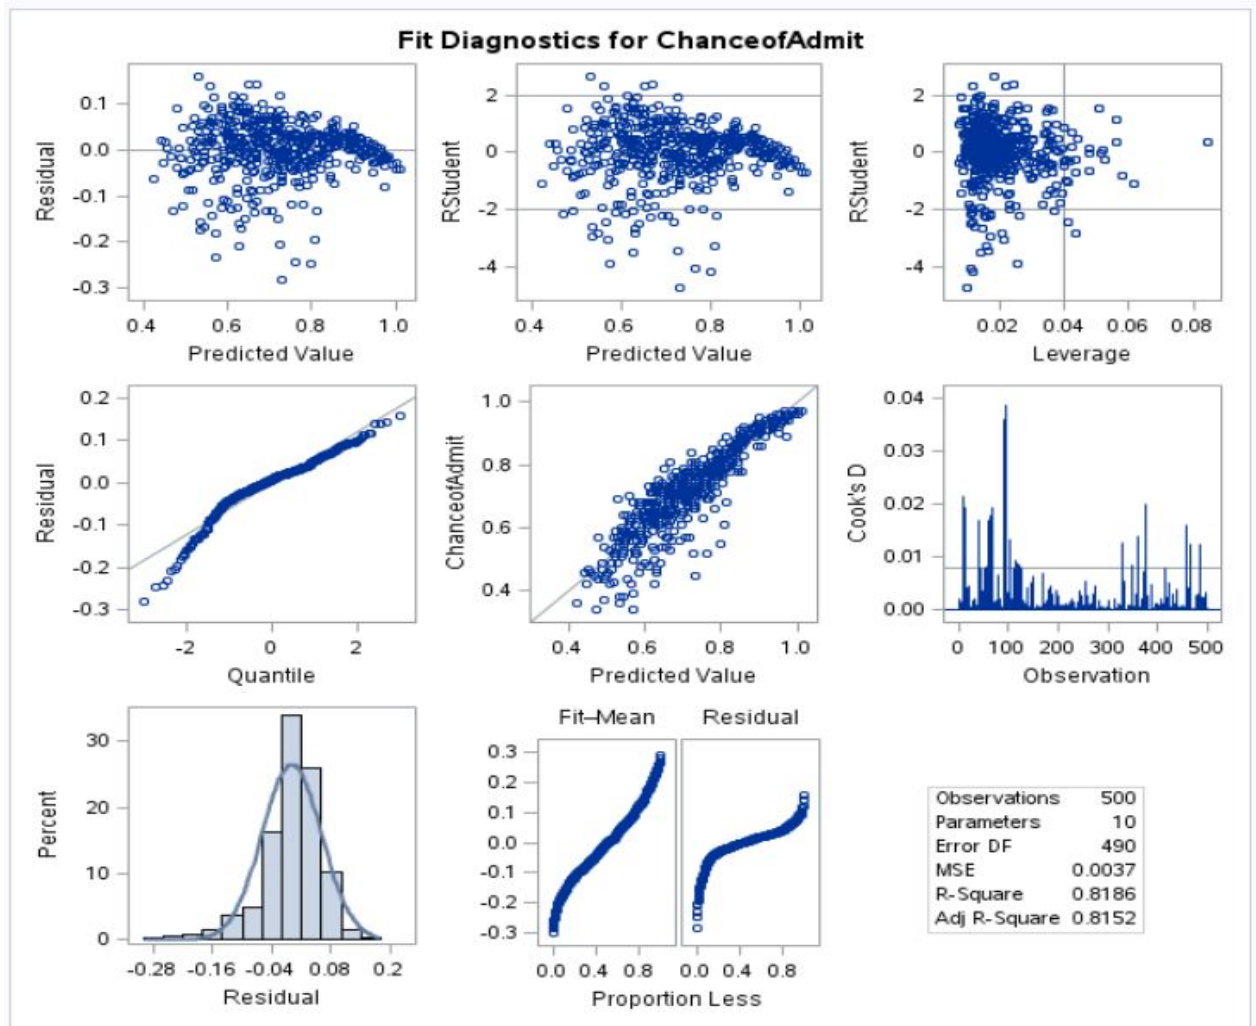 Fit Diagnostics for ChanceofAdmit
0.1
0.0
-0.1
-0.2
-0.3
Residual
0.4 0.6 0.8 1.0
Predicted Value
2
0
-2
-4
RStudent
0.4 0.6 0.8 1.0
Predicted Value
2
0
-2
-4
RStudent
0.02 0.04 0.06 0.08
Leverage
0.2
0.1
0.0
-0.1
-0.2
-0.3
Residual
-2 0 2
Quantile
1.0
0.8
0.6
0.4
ChanceofAdmit
0.4 0.6 0.8 1.0
Predicted Value
0.04
0.03
0.02
0.01
0.00
Cook's D
0 100 200 300 400 500
Observation
30
20
10
0
Percent
-0.28 -0.16 -0.04 0.08 0.2
Residual
Fit–Mean Residual
0.3
0.2
0.1
0.0
-0.1
-0.2
-0.3
0.0 0.4 0.8 0.0 0.4 0.8
Proportion Less
Observations 500
Parameters 10
Error DF 490
MSE 0.0037
R-Square 0.8186
Adj R-Square 0.8152